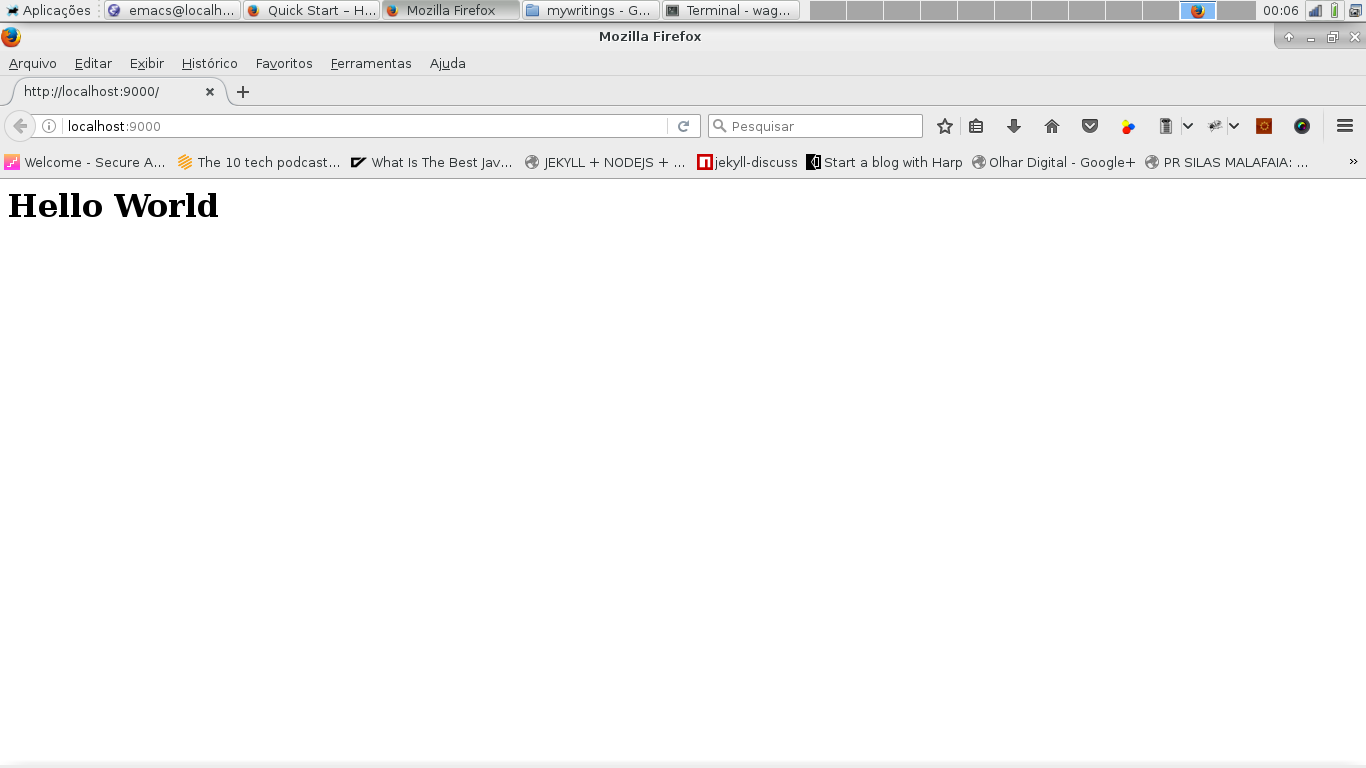 Aplicações emacs@localh... Quick Start – H... Mozilla Firefox mywritings - G... Terminal - wag... 00:06
Mozilla Firefox
Arquivo Editar Exibir Histórico Favoritos Ferramentas Ajuda
http://localhost:9000/
localhost:9000 Pesquisar
Welcome - Secure A... The 10 tech podcast... What Is The Best Jav... JEKYLL + NODEJS + ... jekyll-discuss Start a blog with Harp Olhar Digital - Google+ PR SILAS MALAFAIA: ... »
Hello World